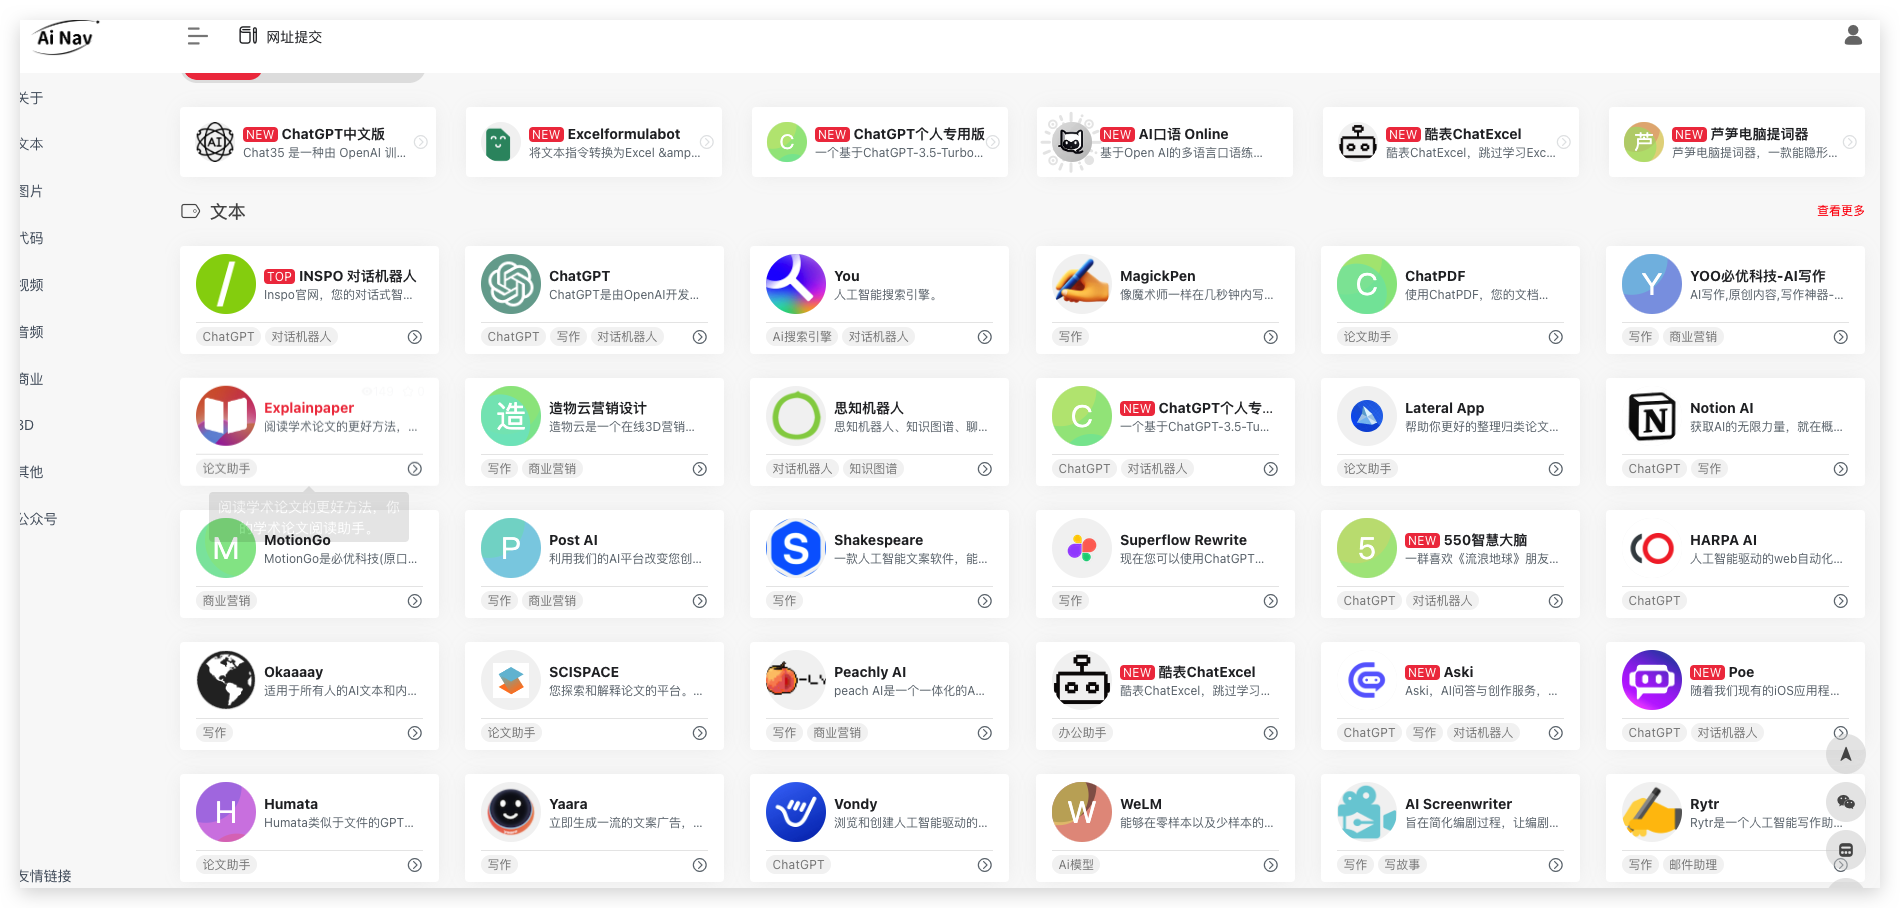 Ai Nav
网址提交
关于
文本
图片
代码
视频
音频
商业
3D
其他
公众号
友情链接
NEW ChatGPT中文版
Chat35 是一种由 OpenAI 训...
NEW Excelformulabot
将文本指令转换为Excel &amp...
C
NEW ChatGPT个人专用版
一个基于ChatGPT-3.5-Turbo...
NEW AI口语 Online
基于Open AI的多语言口语练...
NEW 酷表ChatExcel
酷表ChatExcel，跳过学习Exc...
芦
NEW 芦笋电脑提词器
芦笋电脑提词器，一款能隐形...
文本
查看更多
TOP INSPO 对话机器人
Inspo官网，您的对话式智...
ChatGPT 对话机器人
ChatGPT
ChatGPT是由OpenAI开发...
ChatGPT 写作 对话机器人
You
人工智能搜索引擎。
Ai搜索引擎 对话机器人
MagickPen
像魔术师一样在几秒钟内写...
写作
C
ChatPDF
使用ChatPDF，您的文档...
论文助手
Y
YOO必优科技-AI写作
AI写作,原创内容,写作神器-...
写作 商业营销
Explainpaper
阅读学术论文的更好方法，...
论文助手
阅读学术论文的更好方法，你
的学术论文阅读助手。
造
造物云营销设计
造物云是一个在线3D营销...
写作 商业营销
思知机器人
思知机器人、知识图谱、聊...
对话机器人 知识图谱
C
NEW ChatGPT个人专...
一个基于ChatGPT-3.5-Tu...
ChatGPT 对话机器人
Lateral App
帮助你更好的整理归类论文...
论文助手
Notion AI
获取AI的无限力量，就在概...
ChatGPT 写作
M
MotionGo
MotionGo是必优科技(原口...
商业营销
P
Post AI
利用我们的AI平台改变您创...
写作 商业营销
Shakespeare
一款人工智能文案软件，能...
写作
Superflow Rewrite
现在您可以使用ChatGPT...
写作
5
NEW 550智慧大脑
一群喜欢《流浪地球》朋友...
ChatGPT 对话机器人
HARPA AI
人工智能驱动的web自动化...
ChatGPT
Okaaaay
适用于所有人的AI文本和内...
写作
SCISPACE
您探索和解释论文的平台。...
论文助手
Peachly AI
peach AI是一个一体化的A...
写作 商业营销
NEW 酷表ChatExcel
酷表ChatExcel，跳过学习...
办公助手
NEW Aski
Aski，AI问答与创作服务，...
ChatGPT 写作 对话机器人
NEW Poe
随着我们现有的iOS应用程...
ChatGPT 对话机器人
H
Humata
Humata类似于文件的GPT...
论文助手
Yaara
立即生成一流的文案广告，...
写作
Vondy
浏览和创建人工智能驱动的...
ChatGPT
W
WeLM
能够在零样本以及少样本的...
Ai模型
AI Screenwriter
旨在简化编剧过程，让编剧...
写作 写故事
Rytr
Rytr是一个人工智能写作助...
写作 邮件助理